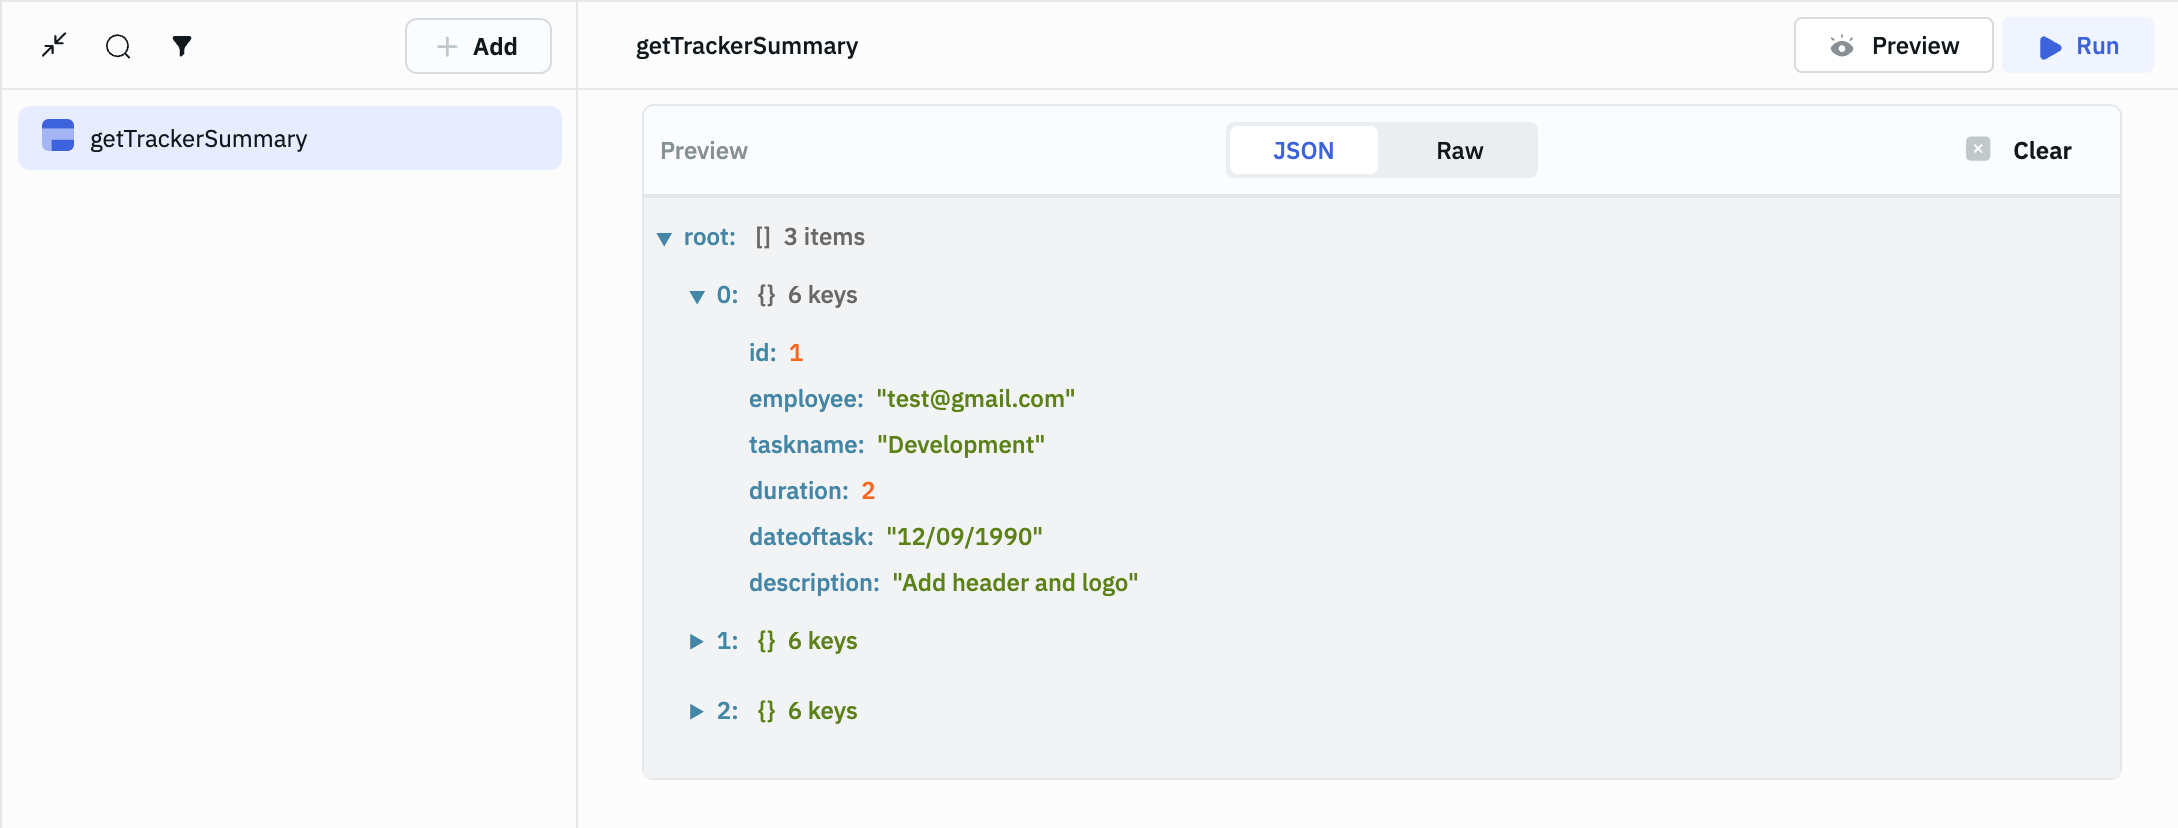 Add
getTrackerSummary
Preview
Run
getTrackerSummary
Preview
JSON
Raw
Clear
root: [] 3 items
0: {} 6 keys
id: 1
employee: "test@gmail.com"
taskname: "Development"
duration: 2
dateoftask: "12/09/1990"
description: "Add header and logo"
1: {} 6 keys
2: {} 6 keys